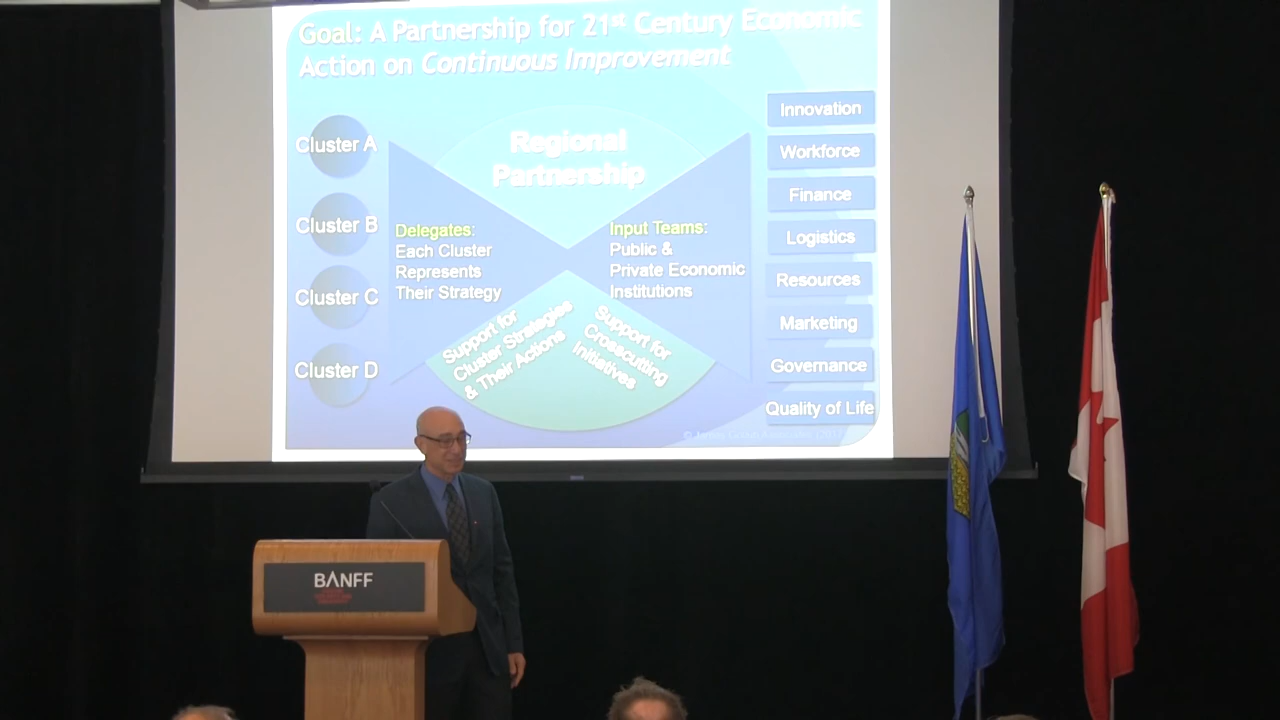 Goal: A Partnership for 21st Century Economic
Action on Continuous Improvement
Cluster A
Cluster B
Cluster C
Cluster D
Regional
Partnership
Delegates:
Each Cluster
Represents
Their Strategy
Input Teams:
Public &
Private Economic
Institutions
Support for
Cluster Strategies
& Their Actions
Support for
Crosscutting
Initiatives
Innovation
Workforce
Finance
Logistics
Resources
Marketing
Governance
Quality of Life
BANFF